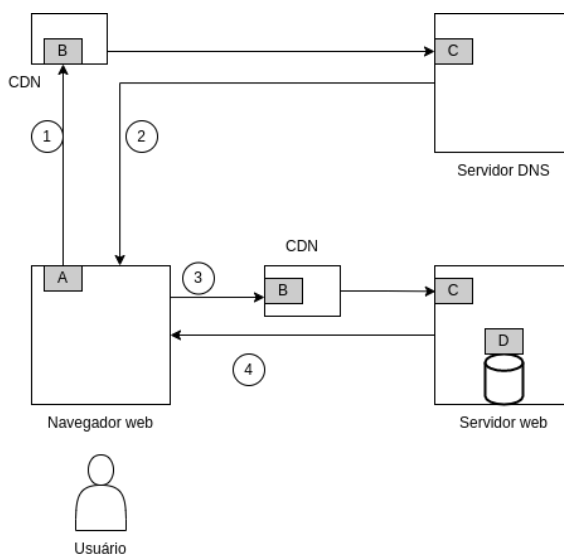 B
C
CDN
1
2
Servidor DNS
CDN
A
3
B
C
D
4
Navegador web
Servidor web
Usuário